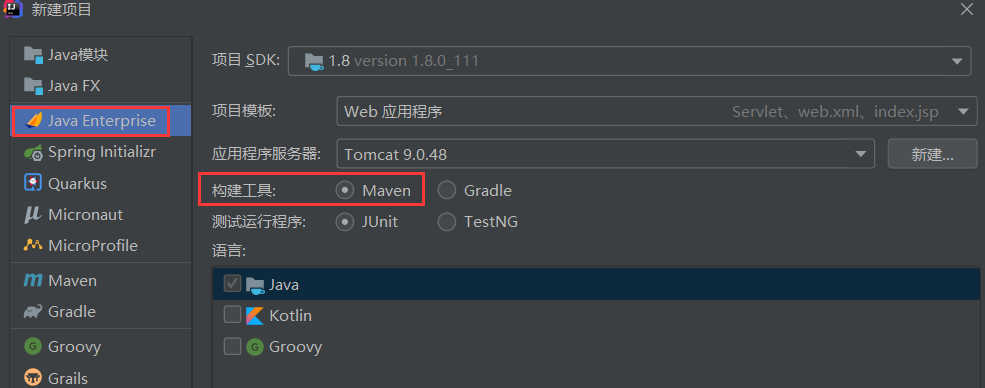 新建项目
Java模块
Java FX
Java Enterprise
Spring Initializr
Quarkus
Micronaut
MicroProfile
Maven
Gradle
Groovy
Grails
项目 SDK: 1.8 version 1.8.0_111
项目模板: Web 应用程序 Servlet、web.xml、index.jsp
应用程序服务器: Tomcat 9.0.48 新建...
构建工具: Maven Gradle
测试运行程序: JUnit TestNG
语言:
Java
Kotlin
Groovy